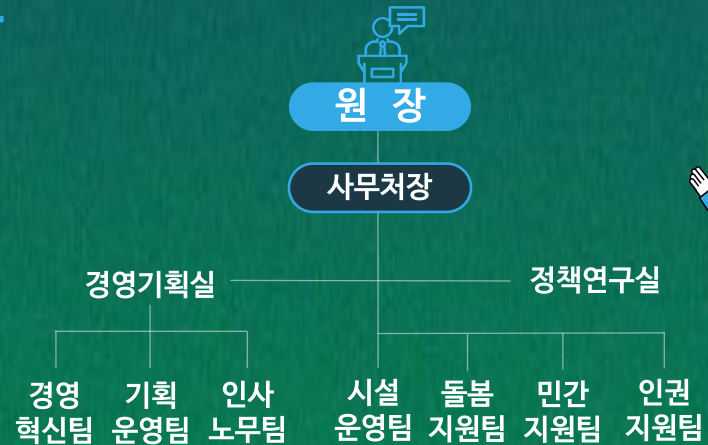 원 장
사무처장
경영기획실
정책연구실
경영
혁신팀
기획
운영팀
인사
노무팀
시설
운영팀
돌봄
지원팀
민간
지원팀
인권
지원팀